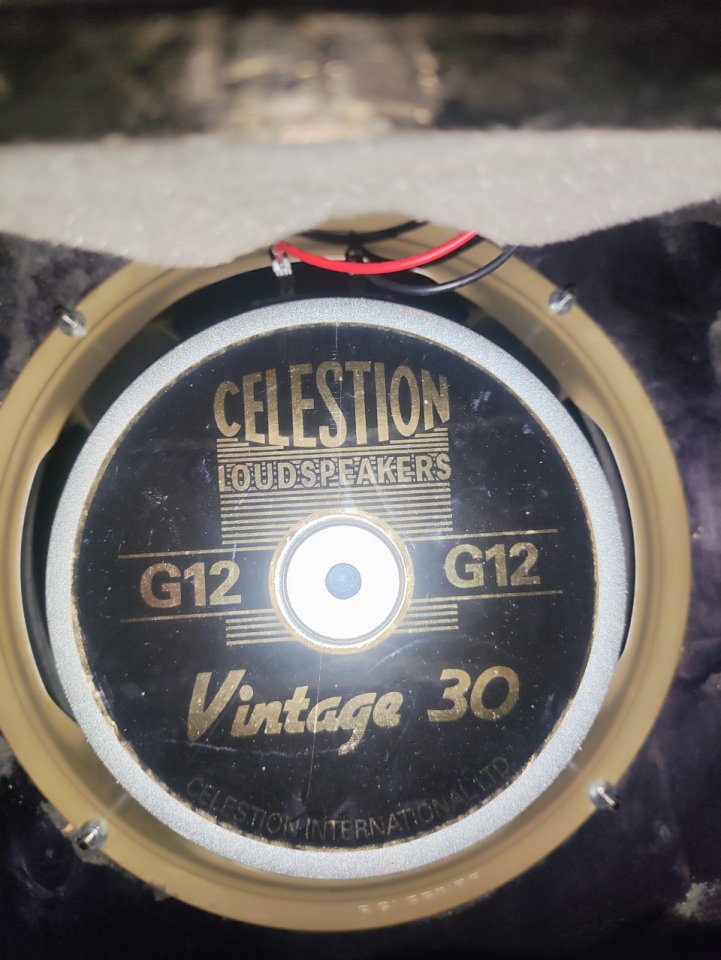 CELESTION
LOUDSPEAKERS
G12
G12
Vintage 30
CELESTION INTERNATIONAL LTD